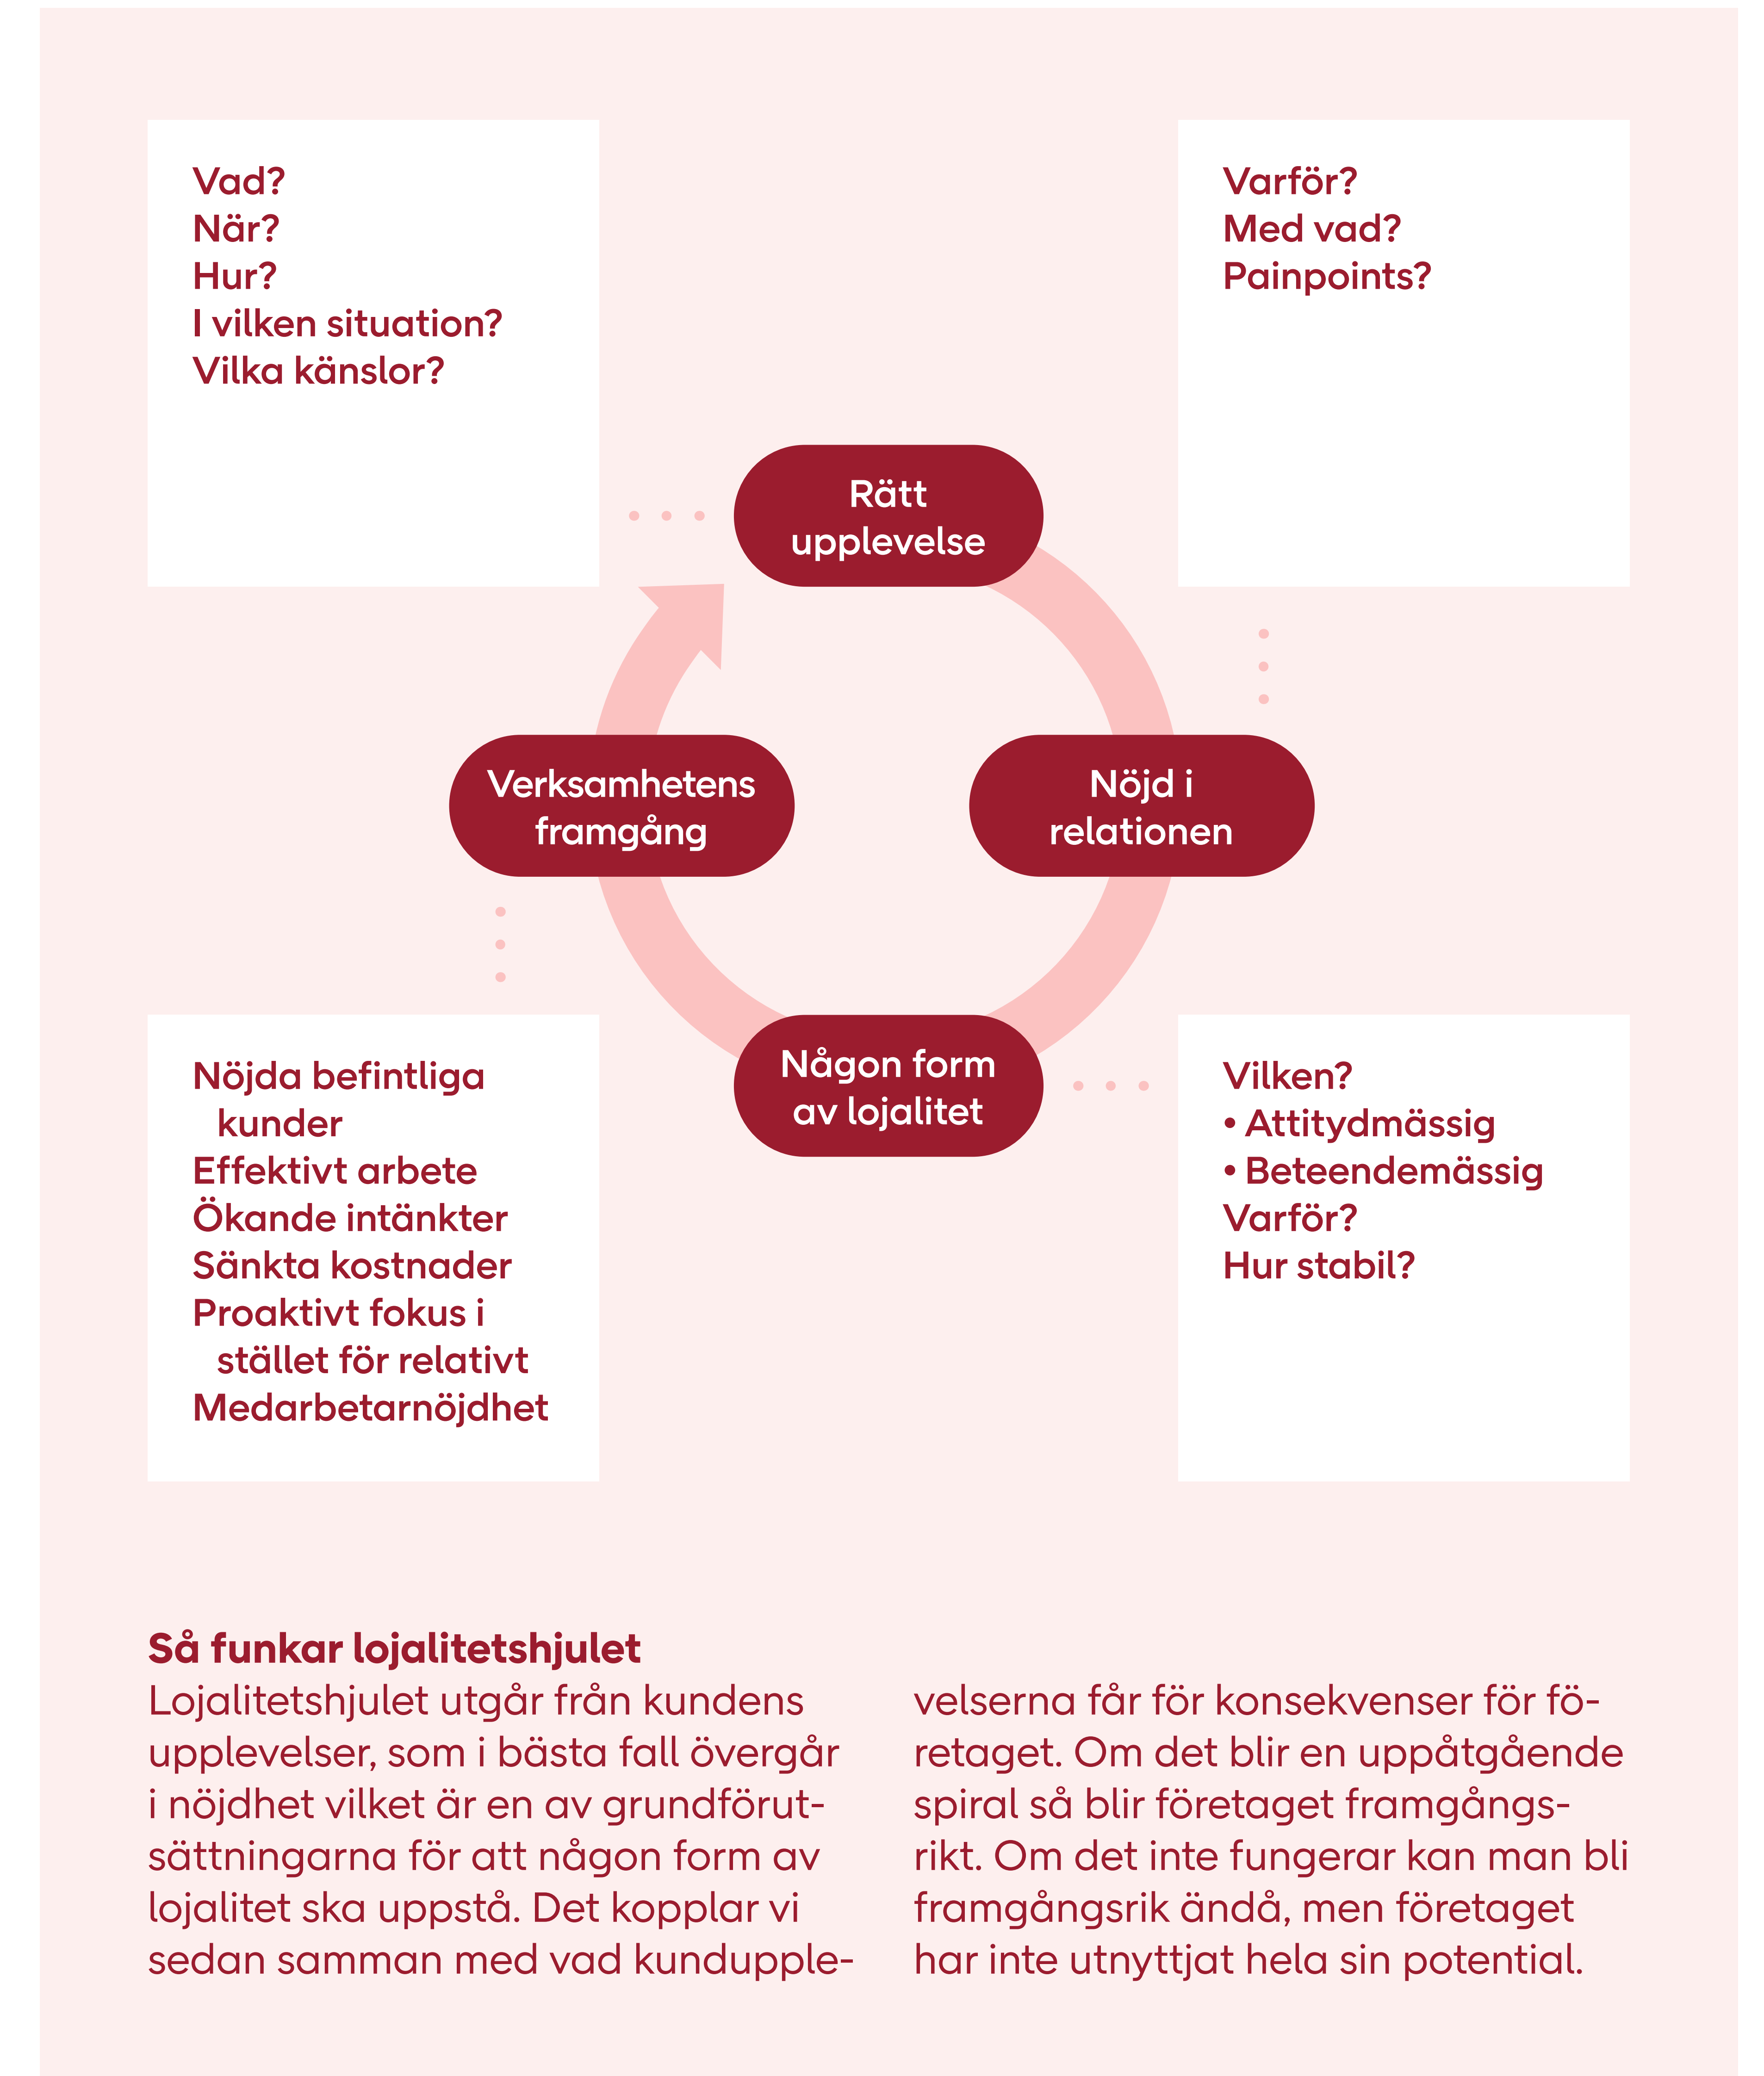 Vad?
När?
Hur?
I vilken situation?
Vilka känslor?
Varför?
Med vad?
Painpoints?
Rätt
upplevelse
Verksamhetens
framgång
Nöjd i
relationen
Någon form
av lojalitet
Nöjda befintliga
kunder
Effektivt arbete
Ökande intänkter
Sänkta kostnader
Proaktivt fokus i
stället för relativt
Medarbetarnöjdhet
Vilken?
• Attitydmässig
• Beteendemässig
Varför?
Hur stabil?
Så funkar lojalitetshjulet
Lojalitetshjulet utgår från kundens
upplevelser, som i bästa fall övergår
i nöjdhet vilket är en av grundförut-
sättningarna för att någon form av
lojalitet ska uppstå. Det kopplar vi
sedan samman med vad kundupple-
velserna får för konsekvenser för fö-
retaget. Om det blir en uppåtgående
spiral så blir företaget framgångs-
rikt. Om det inte fungerar kan man bli
framgångsrik ändå, men företaget
har inte utnyttjat hela sin potential.